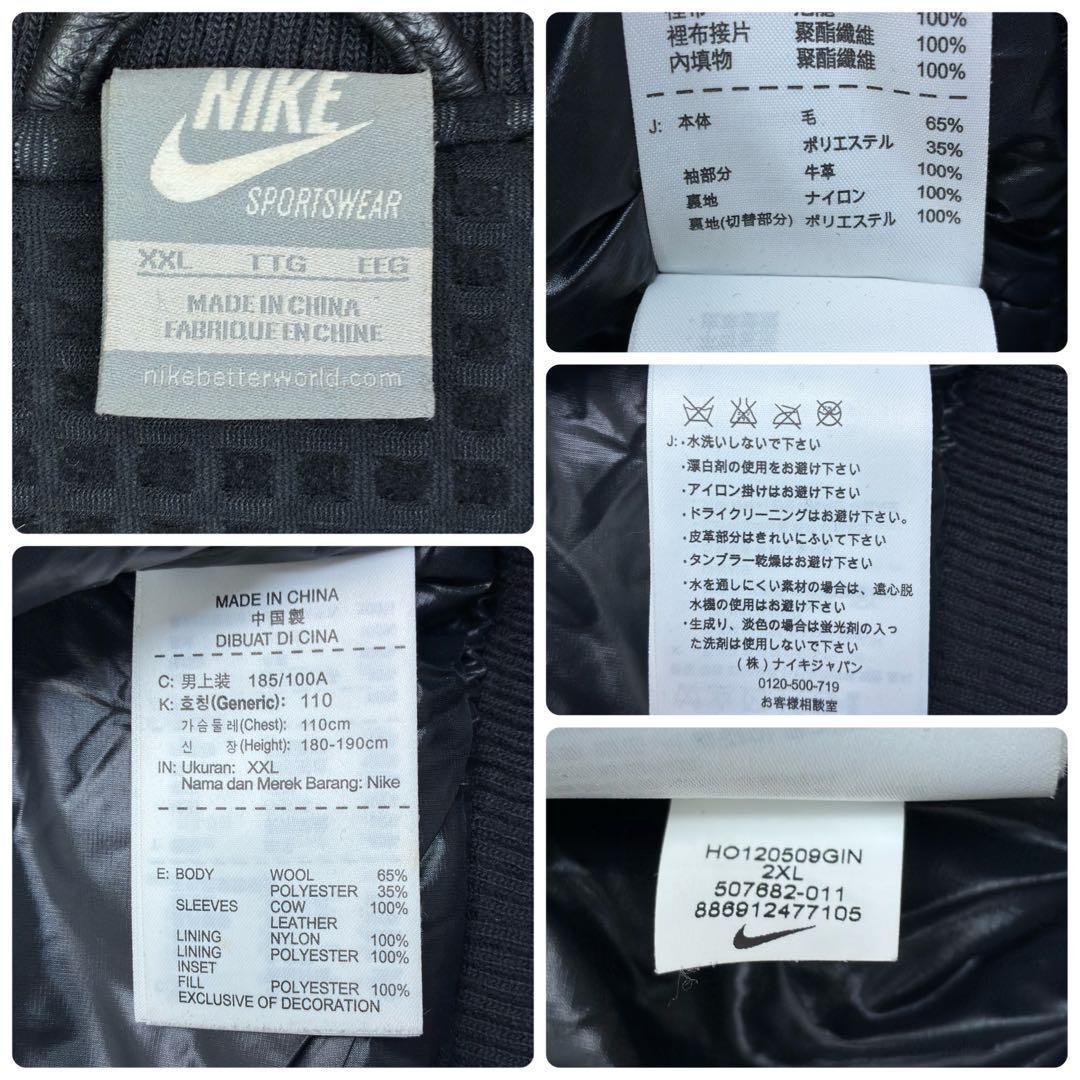 NIKE
SPORTSWEAR
XXL TTG EEG
MADE IN CHINA
FABRIQUE EN CHINE
nikebetterworld.com
100%
裡布接片 聚酯纖維 100%
內填物 聚酯纖維 100%
J: 本体 毛 65%
ポリエステル 35%
袖部分 牛革 100%
裏地 ナイロン 100%
裏地(切替部分) ポリエステル 100%
J:・水洗いしないで下さい
・漂白剤の使用をお避け下さい
・アイロン掛けはお避け下さい
・ドライクリーニングはお避け下さい。
・皮革部分はきれいにふいて下さい
・タンブラー乾燥はお避け下さい
・水を通しにくい素材の場合は、遠心脱
水機の使用はお避け下さい
・生成り、淡色の場合は蛍光剤の入っ
た洗剤は使用しないで下さい
(株)ナイキジャパン
0120-500-719
お客様相談室
MADE IN CHINA
中国製
DIBUAT DI CINA
C: 男上装 185/100A
K: 호칭(Generic): 110
가슴둘레(Chest): 110cm
신 장(Height): 180-190cm
IN: Ukuran: XXL
Nama dan Merek Barang: Nike
E: BODY WOOL 65%
POLYESTER 35%
SLEEVES COW 100%
LEATHER
LINING NYLON 100%
LINING POLYESTER 100%
INSET
FILL POLYESTER 100%
EXCLUSIVE OF DECORATION
HO120509GIN
2XL
507682-011
886912477105